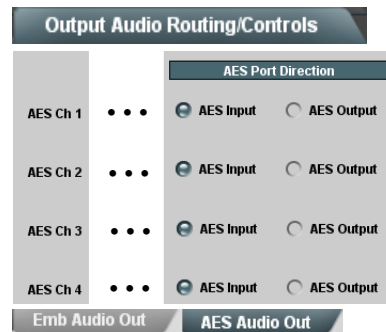 Output Audio Routing/Controls
AES Port Direction
AES Ch 1 • • • AES Input AES Output
AES Ch 2 • • • AES Input AES Output
AES Ch 3 • • • AES Input AES Output
AES Ch 4 • • • AES Input AES Output
Emb Audio Out AES Audio Out